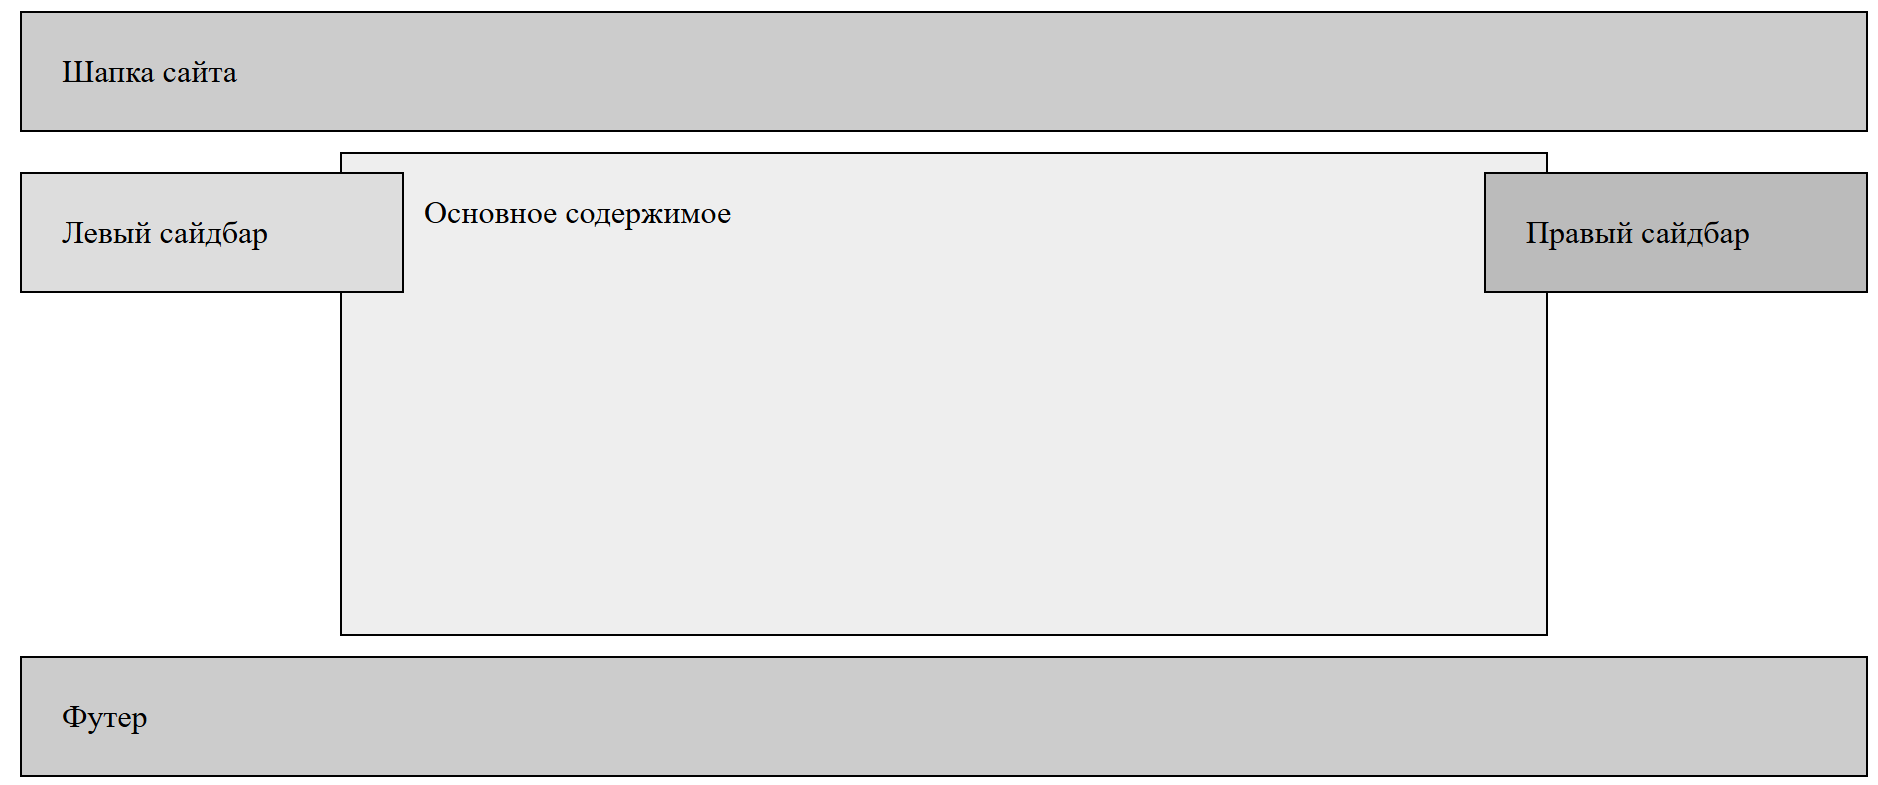 Шапка сайта
Левый сайдбар
Основное содержимое
Правый сайдбар
Футер